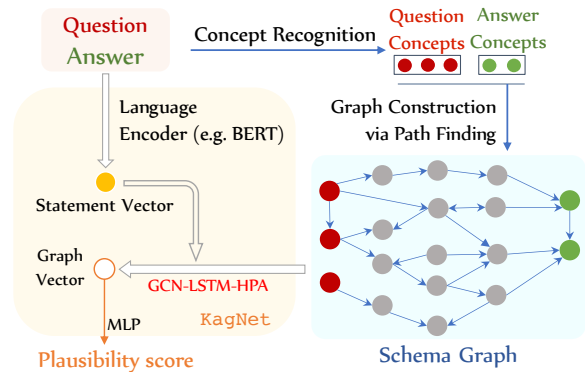 Question
Answer
Concept Recognition
Question
Concepts
Answer
Concepts
Language
Encoder (e.g. BERT)
Graph Construction
via Path Finding
Statement Vector
Graph
Vector
GCN-LSTM-HPA
MLP
KagNet
Plausibility score
Schema Graph